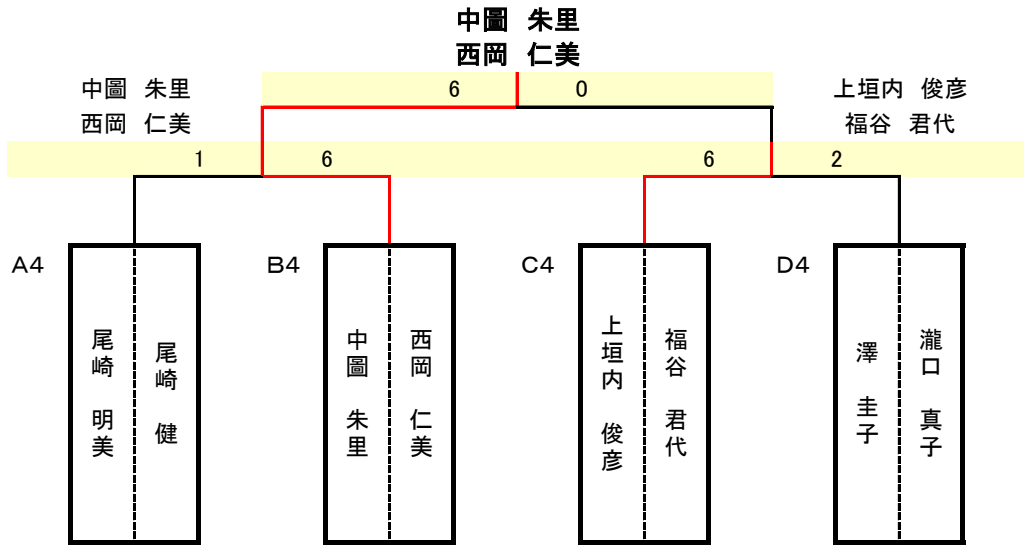 中圖 朱里
西岡 仁美
中圖 朱里
西岡 仁美
6 0
上垣内 俊彦
福谷 君代
1 6 6 2
A4
尾崎 明美
尾崎 健
B4
中圖 朱里
西岡 仁美
C4
上垣内 俊彦
福谷 君代
D4
澤 圭子
瀧口 真子